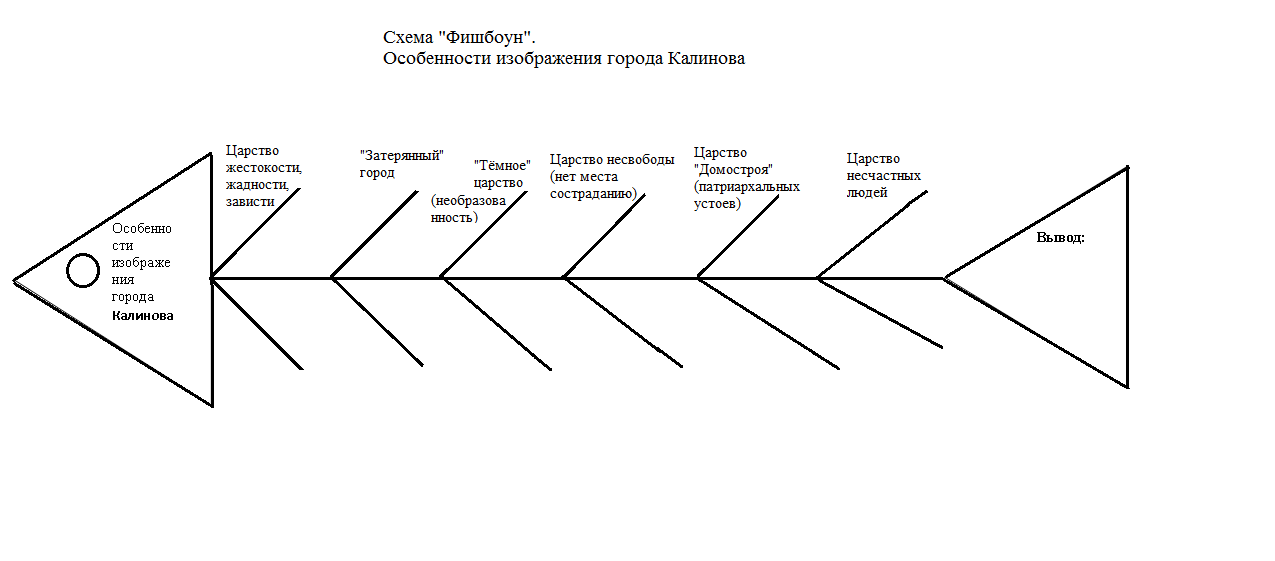 Схема "Фишбоун".
Особенности изображения города Калинова
Особенно
сти
изображе
ния
города
Калинова
Царство
жестокости,
жадности,
зависти
"Затерянный"
город
"Тёмное"
царство
(необразова
нность)
Царство несвободы
(нет места
состраданию)
Царство
"Домостроя"
(патриархальных
устоев)
Царство
несчастных
людей
Вывод: